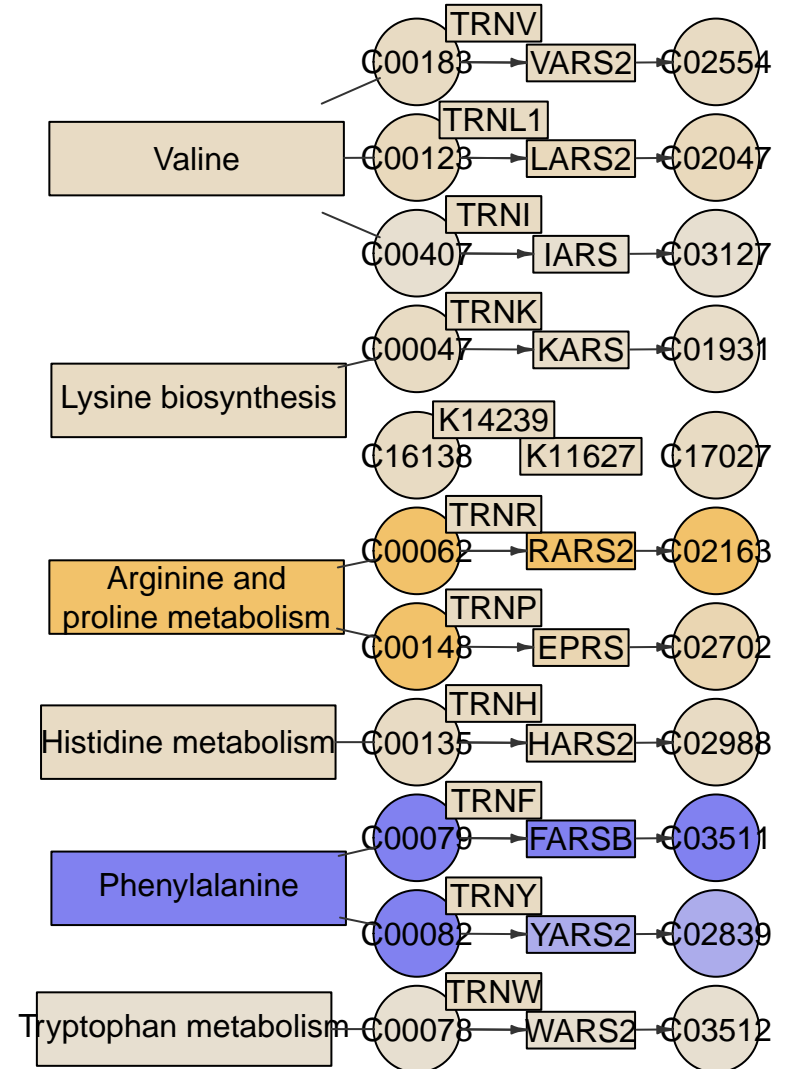 TRNV
C00183 VARS2 C02554
TRNL1
Valine C00123 LARS2 C02047
TRNI
C00407 IARS C03127
TRNK
C00047 KARS C01931
Lysine biosynthesis
K14239
C16138 K11627 C17027
TRNR
C00062 RARS2 C02163
Arginine and
proline metabolism
TRNP
C00148 EPRS C02702
TRNH
Histidine metabolism C00135 HARS2 C02988
TRNF
C00079 FARSB C03511
Phenylalanine
TRNY
C00082 YARS2 C02839
TRNW
Tryptophan metabolism C00078 WARS2 C03512